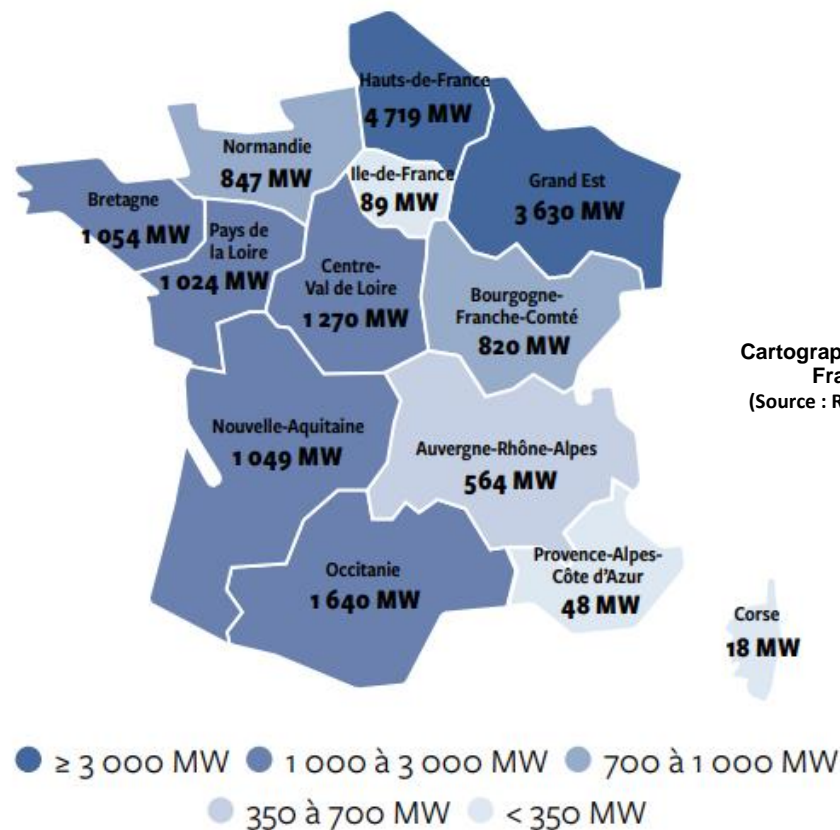 Hauts-de-France
4 719 MW
Normandie
847 MW
Ile-de-France
89 MW
Grand Est
3 630 MW
Bretagne
1 054 MW
Pays de
la Loire
1 024 MW
Centre-
Val de Loire
1 270 MW
Bourgogne-
Franche-Comté
820 MW
Cartograp
Fra
(Source : R
Nouvelle-Aquitaine
1 049 MW
Auvergne-Rhône-Alpes
564 MW
Occitanie
1 640 MW
Provence-Alpes-
Côte d'Azur
48 MW
Corse
18 MW
≥ 3 000 MW 1 000 à 3 000 MW 700 à 1 000 MW
350 à 700 MW < 350 MW